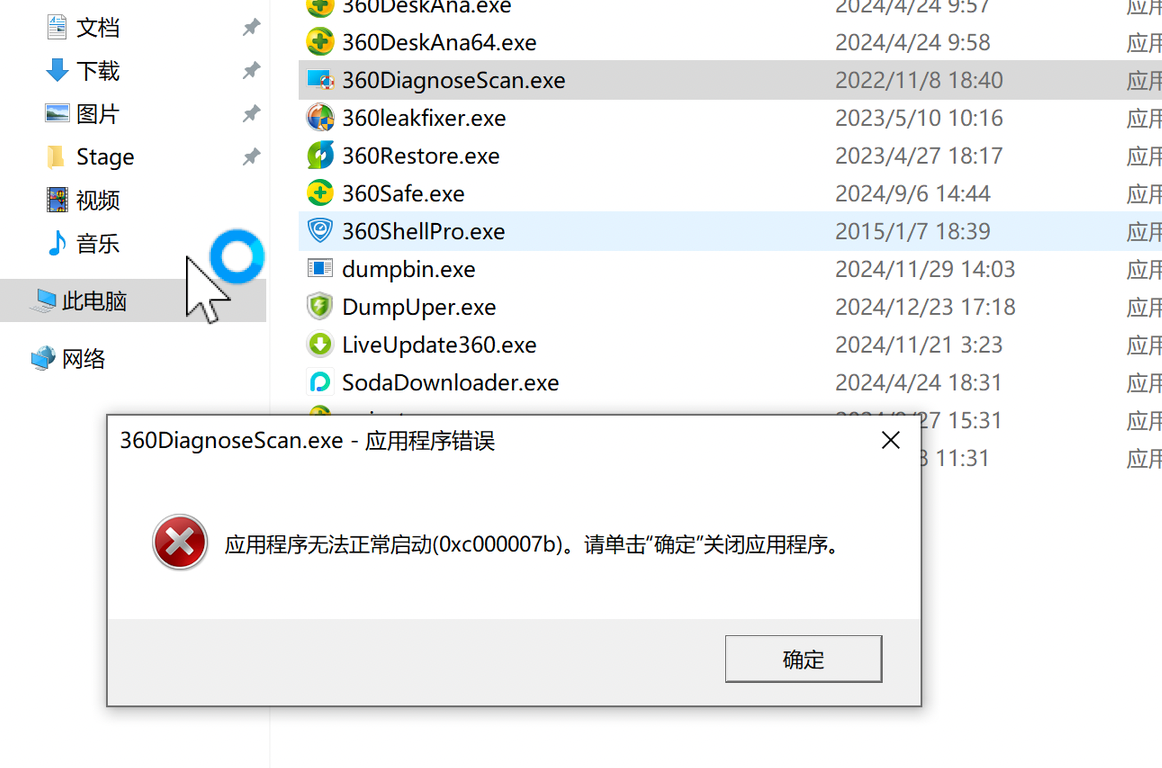 文档
下载
图片
Stage
视频
音乐
此电脑
网络
360DeskAna.exe 2024/4/24 9:57 应用
360DeskAna64.exe 2024/4/24 9:58 应用
360DiagnoseScan.exe 2022/11/8 18:40 应用
360leakfixer.exe 2023/5/10 10:16 应用
360Restore.exe 2023/4/27 18:17 应用
360Safe.exe 2024/9/6 14:44 应用
360ShellPro.exe 2015/1/7 18:39 应用
dumpbin.exe 2024/11/29 14:03 应用
DumpUper.exe 2024/12/23 17:18 应用
LiveUpdate360.exe 2024/11/21 3:23 应用
SodaDownloader.exe 2024/4/24 18:31 应用
15:31 应用
11:31 应用
360DiagnoseScan.exe - 应用程序错误
应用程序无法正常启动(0xc000007b)。请单击“确定”关闭应用程序。
确定